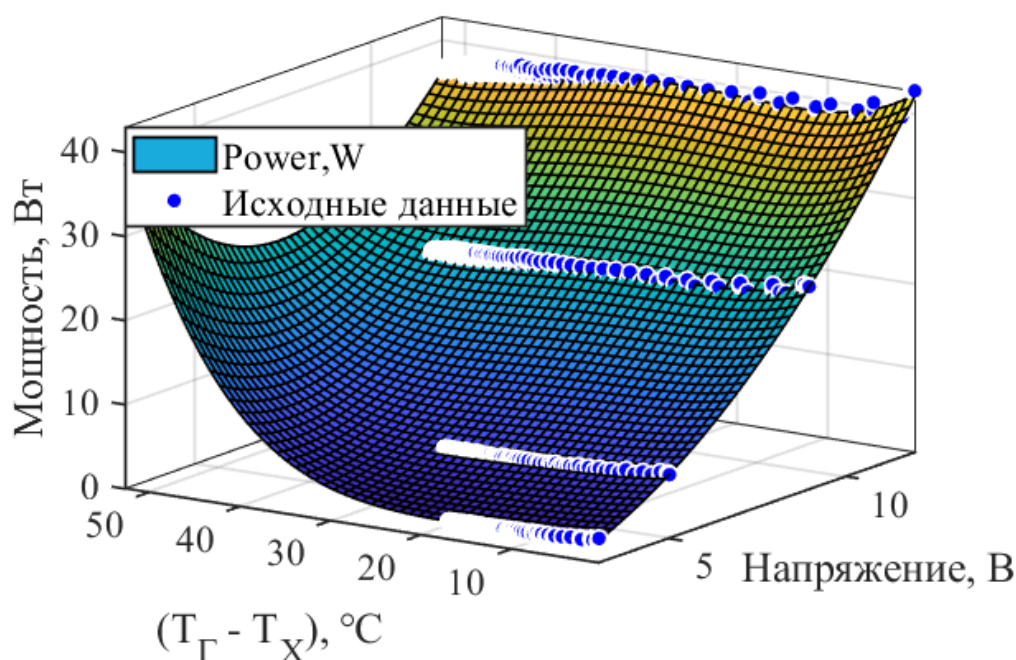 Power,W
Исходные данные
Мощность, Вт
40
30
20
10
0
50
40
30
20
10
5
10
Напряжение, В
(TГ - TХ), °C